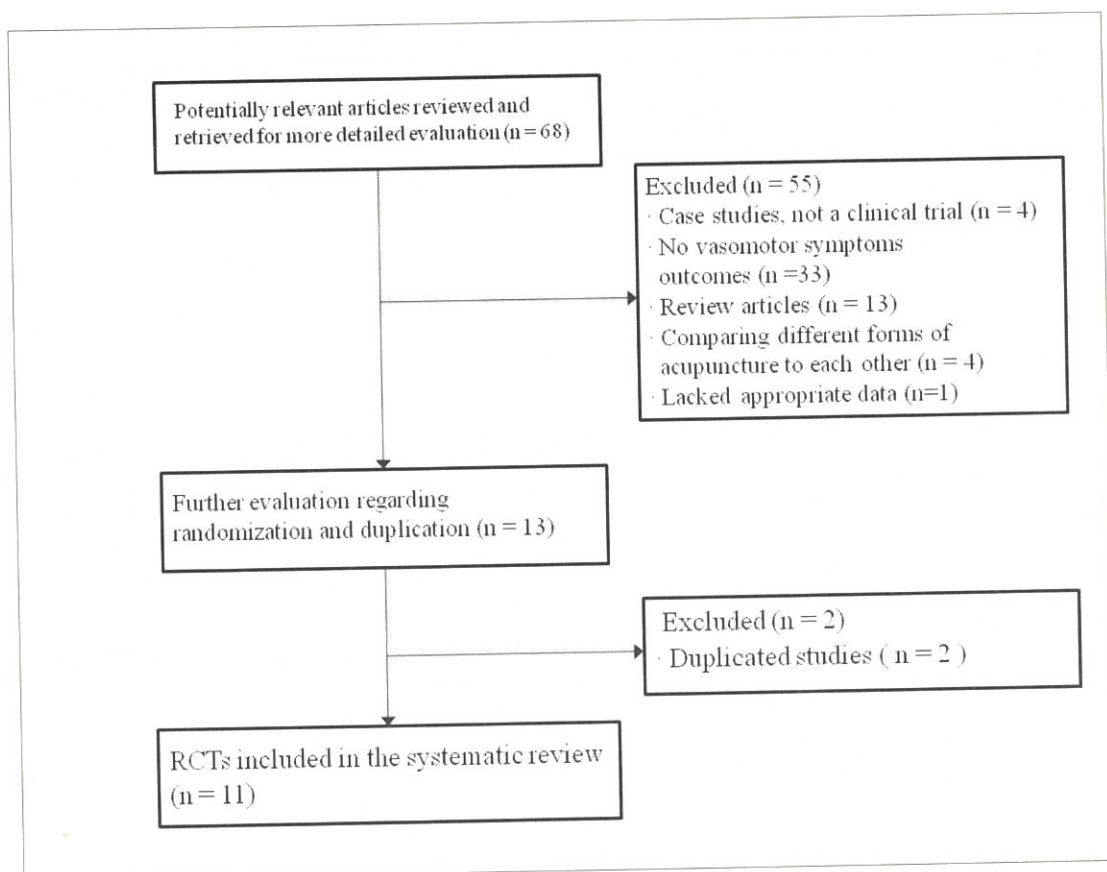 Potentially relevant articles reviewed and
retrieved for more detailed evaluation (n = 68)
Excluded (n = 55)
· Case studies, not a clinical trial (n = 4)
· No vasomotor symptoms
outcomes (n =33)
· Review articles (n = 13)
· Comparing different forms of
acupuncture to each other (n = 4)
· Lacked appropriate data (n=1)
Further evaluation regarding
randomization and duplication (n = 13)
Excluded (n = 2)
· Duplicated studies ( n = 2 )
RCTs included in the systematic review
(n = 11)